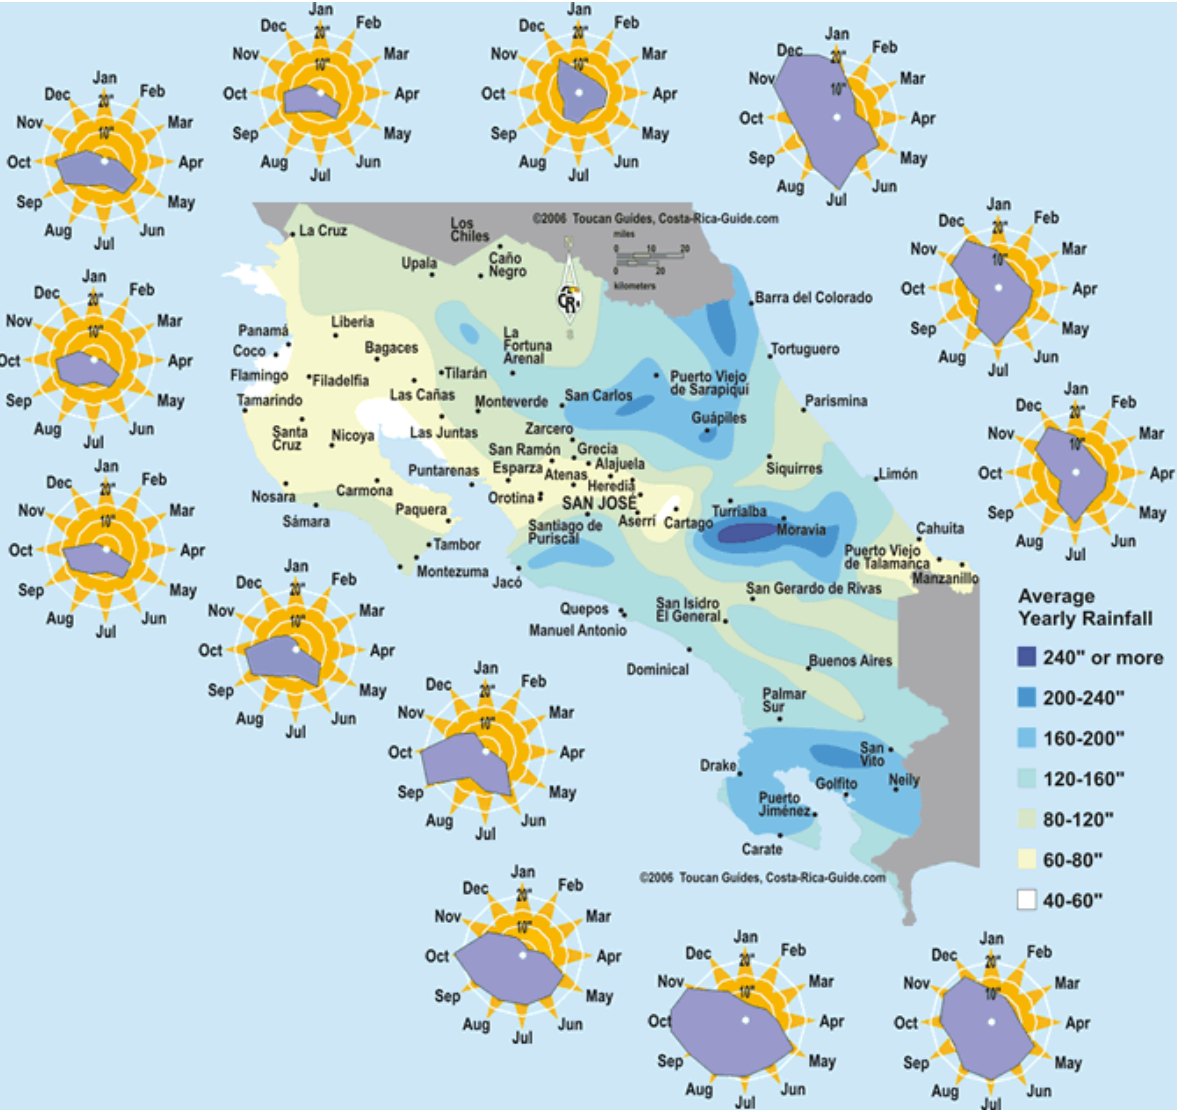 Jan
Dec 20" Feb
Nov 10" Mar
Oct Apr
Sep May
Aug Jun
Jul
Jan
Dec 20" Feb
Nov 10" Mar
Oct Apr
Sep May
Aug Jun
Jul
Jan
Dec 20" Feb
Nov 10" Mar
Oct Apr
Sep May
Aug Jun
Jul
Jan
Dec 20" Feb
Nov 10" Mar
Oct Apr
Sep May
Aug Jun
Jul
©2006 Toucan Guides, Costa-Rica-Guide.com
miles
0 10 20
0 20
kilometers
N
CR
S
La Cruz
Los
Chiles
Caño
Negro
Upala
Barra del Colorado
Liberia
Panamá
Coco
Bagaces
La
Fortuna
Arenal
Tortuguero
Flamingo
Filadelfia
Tilarán
Puerto Viejo
de Sarapiquí
Tamarindo
Las Cañas
Monteverde
San Carlos
Parismina
Guápiles
Santa
Cruz
Nicoya
Las Juntas
Zarcero
San Ramón
Grecia
Puntarenas
Esparza
Atenas
Alajuela
Siquirres
Limón
Heredia
Nosara
Carmona
Orotina
SAN JOSÉ
Paquera
Aserrí
Cartago
Turrialba
Sámara
Santiago de
Puriscal
Moravia
Cahuita
Tambor
Puerto Viejo
de Talamanca
Montezuma
Jacó
Manzanillo
San Gerardo de Rivas
Quepos
San Isidro
El General
Manuel Antonio
Dominical
Buenos Aires
Palmar
Sur
San
Vito
Drake
Golfito
Neily
Puerto
Jiménez
Carate
©2006 Toucan Guides, Costa-Rica-Guide.com
Jan
Dec 20" Feb
Nov 10" Mar
Oct Apr
Sep May
Aug Jun
Jul
Jan
Dec 20" Feb
Nov 10" Mar
Oct Apr
Sep May
Aug Jun
Jul
Average
Yearly Rainfall
240" or more
200-240"
160-200"
120-160"
80-120"
60-80"
40-60"
Jan
Dec 20" Feb
Nov 10" Mar
Oct Apr
Sep May
Aug Jun
Jul
Jan
Dec 20" Feb
Nov 10" Mar
Oct Apr
Sep May
Aug Jun
Jul
Jan
Dec 20" Feb
Nov 10" Mar
Oct Apr
Sep May
Aug Jun
Jul
Jan
Dec 20" Feb
Nov 10" Mar
Oct Apr
Sep May
Aug Jun
Jul
Jan
Dec 20" Feb
Nov 10" Mar
Oct Apr
Sep May
Aug Jun
Jul
Jan
Dec 20" Feb
Nov 10" Mar
Oct Apr
Sep May
Aug Jun
Jul
Jan
Dec 20" Feb
Nov 10" Mar
Oct Apr
Sep May
Aug Jun
Jul